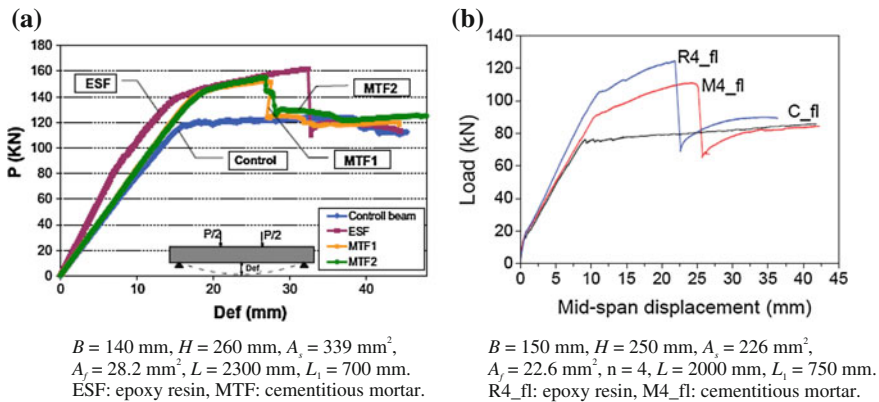 (a)
180
160
140
120
100
80
60
40
20
0
P (KN)
ESF
MTF2
Control
MTF1
P/2
P/2
Def.
Controll beam
ESF
MTF1
MTF2
0
10
20
30
40
Def (mm)
B = 140 mm, H = 260 mm, A_s = 339 mm²,
A_f = 28.2 mm², L = 2300 mm, L₁ = 700 mm.
ESF: epoxy resin, MTF: cementitious mortar.
(b)
140
120
100
80
60
40
20
0
Load (kN)
R4_fl
M4_fl
C_fl
0
5
10
15
20
25
30
35
40
45
Mid-span displacement (mm)
B = 150 mm, H = 250 mm, A_s = 226 mm²,
A_f = 22.6 mm², n = 4, L = 2000 mm, L₁ = 750 mm.
R4_fl: epoxy resin, M4_fl: cementitious mortar.